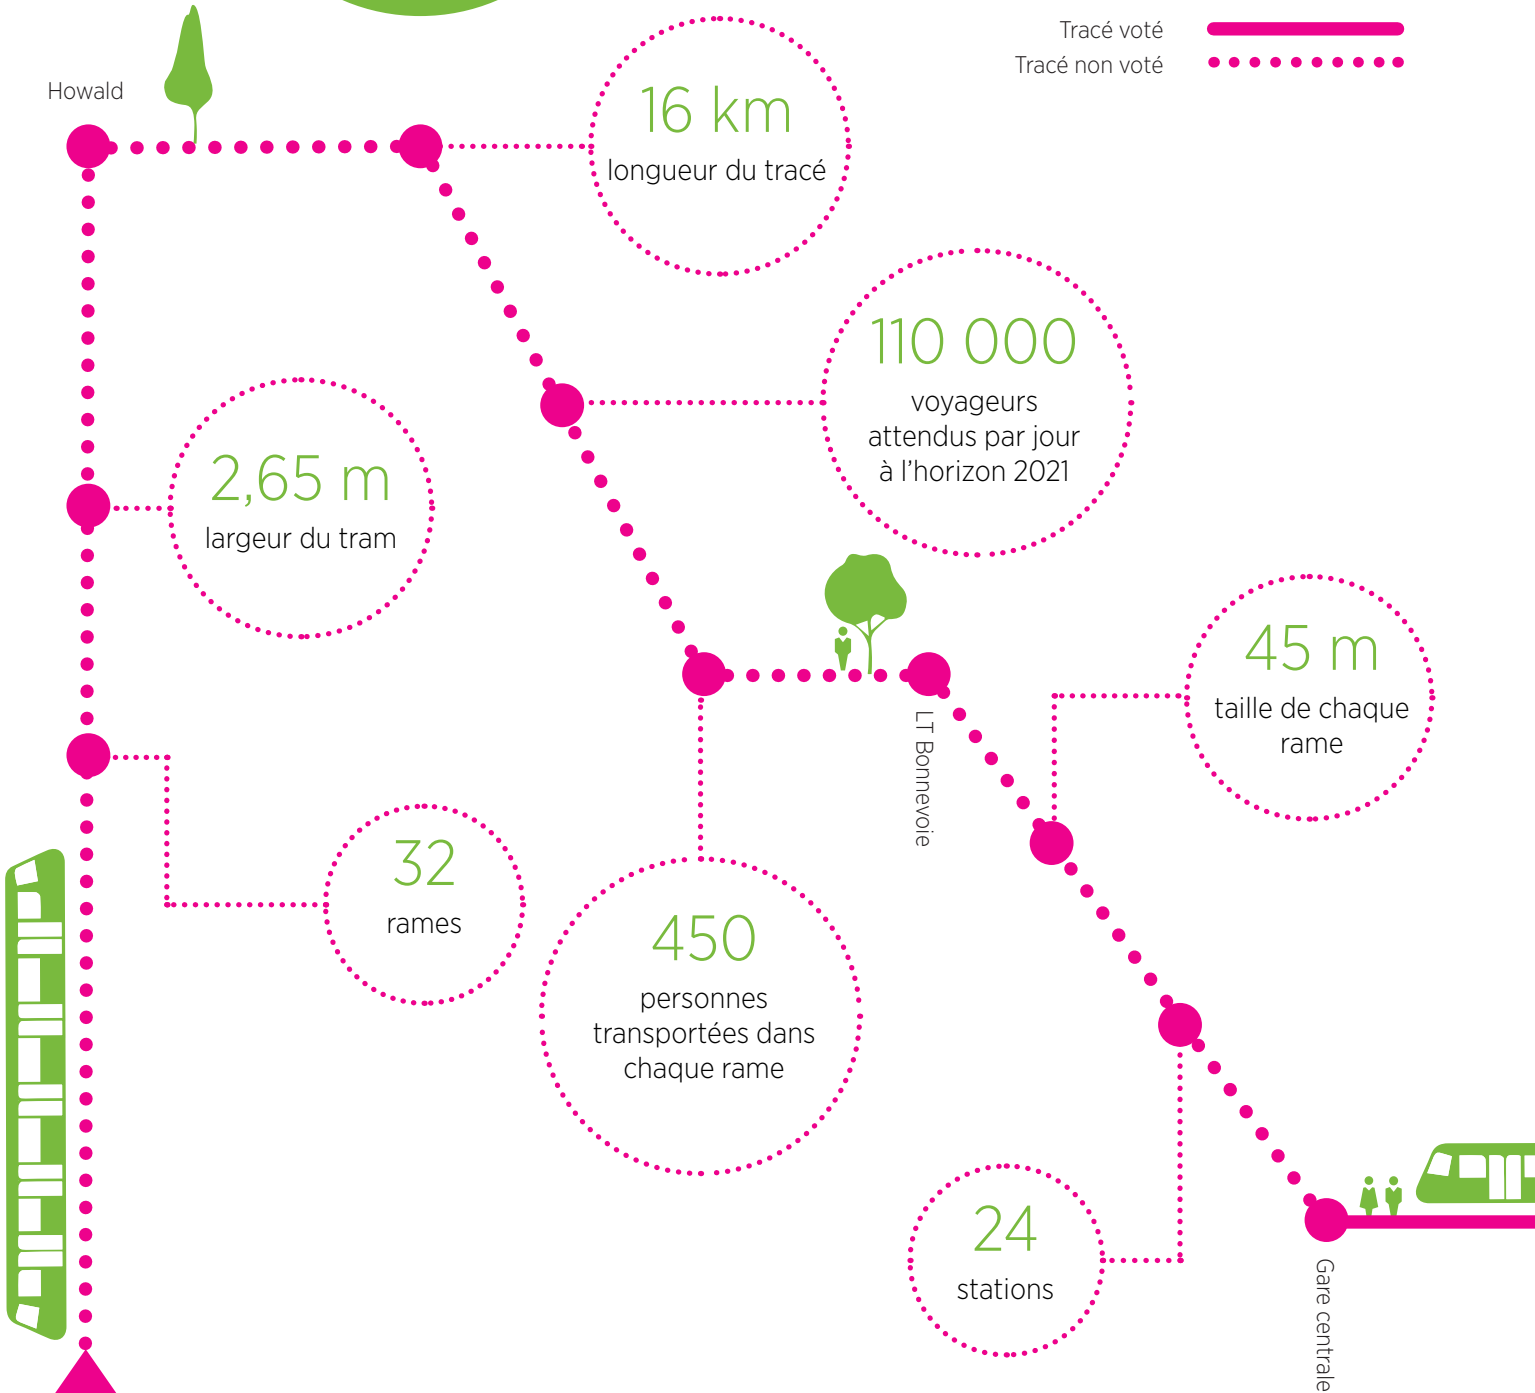 Tracé voté
Tracé non voté
Howald
16 km
longueur du tracé
110 000
voyageurs
attendus par jour
à l’horizon 2021
2,65 m
largeur du tram
45 m
taille de chaque
rame
LT Bonnevoie
32
rames
450
personnes
transportées dans
chaque rame
24
stations
Gare centrale